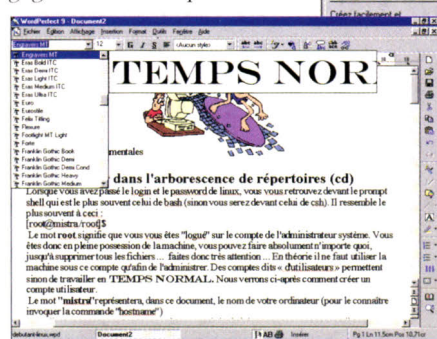 Créez facilement et
WordPerfect 9 - Document2
Fichier Edition Affichage Insertion Format Outils Fenêtre Aide
Engravers MT 12 G I S <Aucun style>
Engravers MT
Eras Bold ITC
Eras Demi ITC
Eras Light ITC
Eras Medium ITC
Eras Ultra ITC
Euro
Eurostile
Felix Titling
Flexure
Footlight MT Light
Forte
Franklin Gothic Book
Franklin Gothic Demi
Franklin Gothic Demi Cond
Franklin Gothic Heavy
Franklin Gothic Medium
TEMPS NOR
mentales
dans l'arborescence de répertoires (cd)
Lorsque vous avez passé le login et le password de linux, vous vous retrouvez devant le prompt
shell qui est le plus souvent celui de bash (sinon vous serez devant celui de csh). Il ressemble le
plus souvent à ceci :
[root@mistra/root]$
Le mot root signifie que vous vous êtes "logué" sur le compte de l'administrateur système. Vous
êtes donc en pleine possession de la machine, vous pouvez faire absolument n'importe quoi,
jusqu'à supprimer tous les fichiers ... faites donc très attention ... En théorie il ne faut utiliser la
machine sous ce compte qu'afin de l'administrer. Des comptes dits « d'utilisateurs » permettent
sinon de travailler en TEMPS NORMAL. Nous verrons ci-après comment créer un
compte utilisateur.
Le mot "mistra" représentera, dans ce document, le nom de votre ordinateur (pour le connaître
invoquer la commande "hostname")
debutant-linux.wpd Document2 AB Insérer Pg 1 Ln 11.5cm Pos 10.71cm